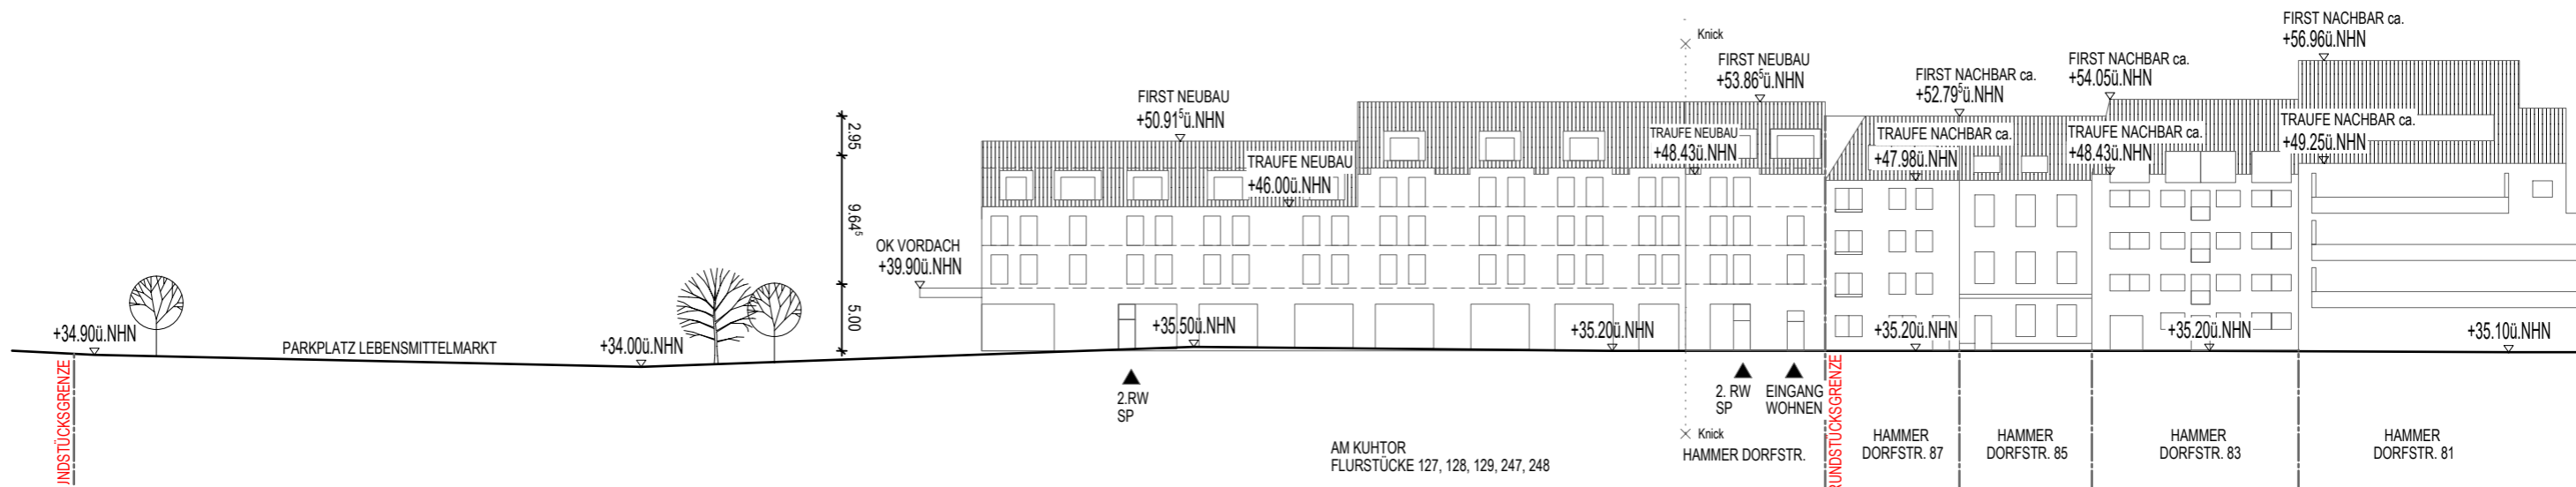 FIRST NACHBAR ca.
+56.96ü.NHN
Knick
FIRST NEUBAU
+53.86⁵ü.NHN
FIRST NACHBAR ca.
+54.05ü.NHN
FIRST NACHBAR ca.
+52.79⁵ü.NHN
FIRST NEUBAU
+50.91⁵ü.NHN
2.95
TRAUFE NEUBAU
+48.43ü.NHN
TRAUFE NACHBAR ca.
+47.98ü.NHN
TRAUFE NACHBAR ca.
+48.43ü.NHN
TRAUFE NACHBAR ca.
+49.25ü.NHN
TRAUFE NEUBAU
+46.00ü.NHN
9.64⁵
OK VORDACH
+39.90ü.NHN
5.00
+34.90ü.NHN
PARKPLATZ LEBENSMITTELMARKT
+34.00ü.NHN
+35.50ü.NHN
+35.20ü.NHN
+35.20ü.NHN
+35.20ü.NHN
+35.10ü.NHN
UNDSTÜCKSGRENZE
2.RW
SP
2. RW
SP
EINGANG
WOHNEN
RUNDSTÜCKSGRENZE
Knick
AM KUHTOR
FLURSTÜCKE 127, 128, 129, 247, 248
HAMMER DORFSTR.
HAMMER
DORFSTR. 87
HAMMER
DORFSTR. 85
HAMMER
DORFSTR. 83
HAMMER
DORFSTR. 81